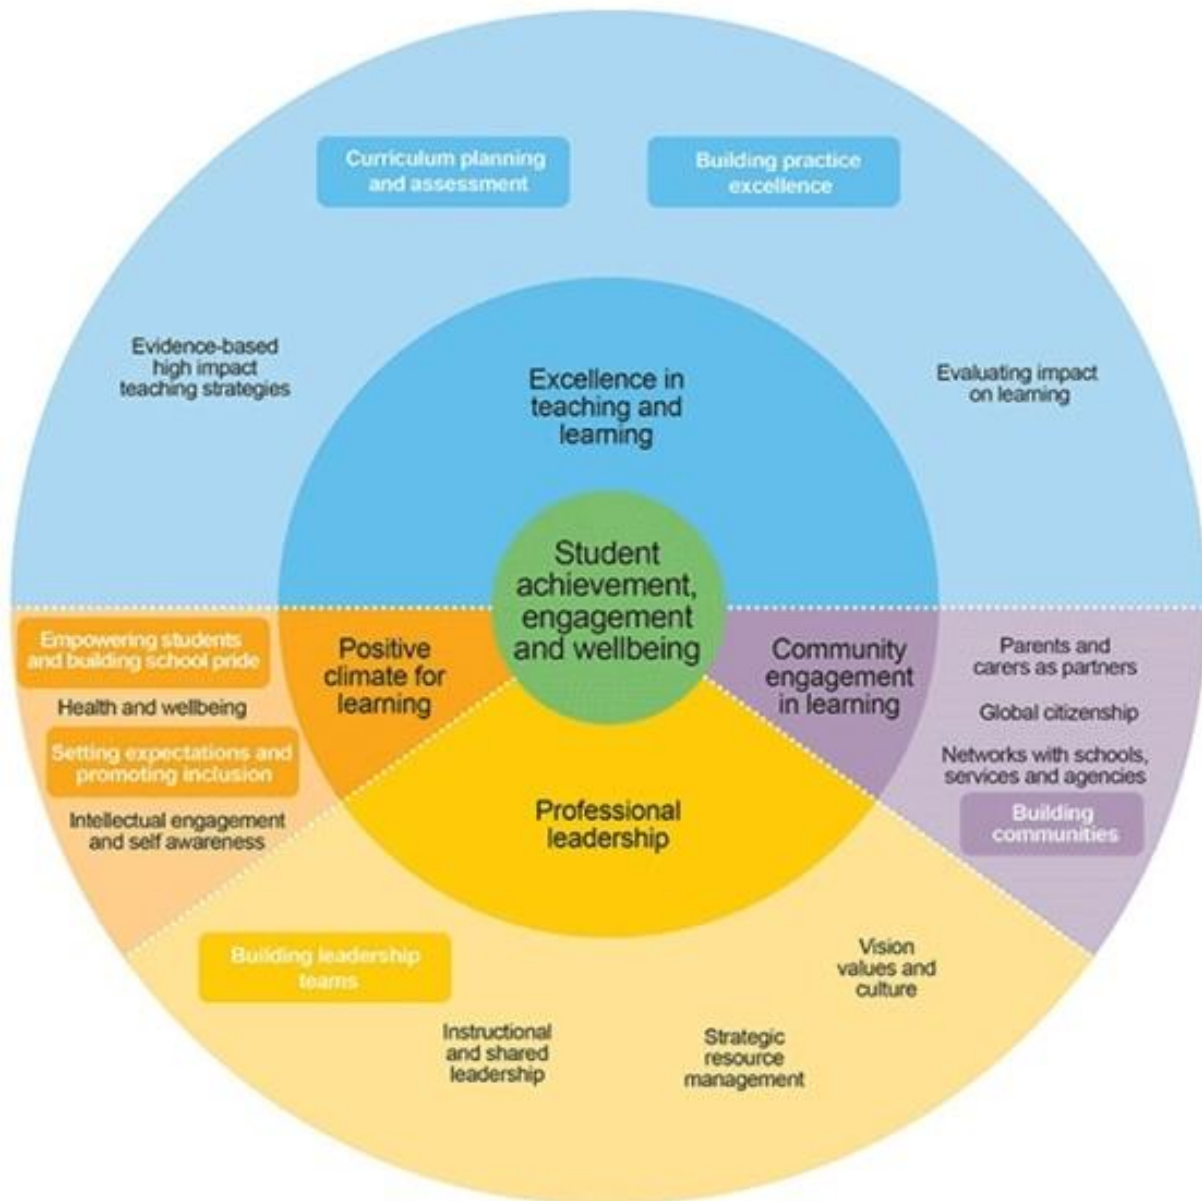 Curriculum planning
and assessment
Building practice
excellence
Evidence-based
high impact
teaching strategies
Excellence in
teaching and
learning
Evaluating impact
on learning
Student
achievement,
engagement
and wellbeing
Empowering students
and building school pride
Health and wellbeing
Setting expectations and
promoting inclusion
Intellectual engagement
and self awareness
Positive
climate for
learning
Community
engagement
in learning
Parents and
carers as partners
Global citizenship
Networks with schools,
services and agencies
Building
communities
Professional
leadership
Building leadership
teams
Instructional
and shared
leadership
Strategic
resource
management
Vision
values and
culture